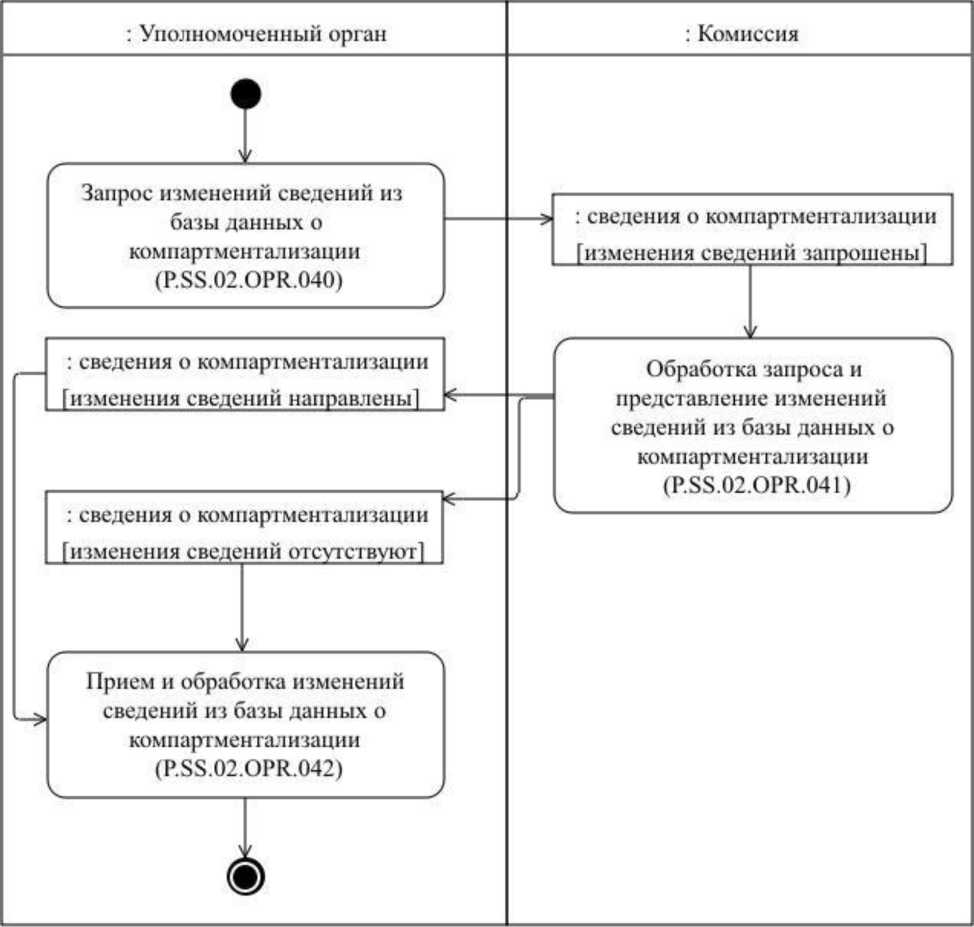 : Уполномоченный орган
: Комиссия
Запрос изменений сведений из
базы данных о
компартментализации
(P.SS.02.OPR.040)
: сведения о компартментализации
[изменения сведений запрошены]
: сведения о компартментализации
[изменения сведений направлены]
Обработка запроса и
представление изменений
сведений из базы данных о
компартментализации
(P.SS.02.OPR.041)
: сведения о компартментализации
[изменения сведений отсутствуют]
Прием и обработка изменений
сведений из базы данных о
компартментализации
(P.SS.02.OPR.042)